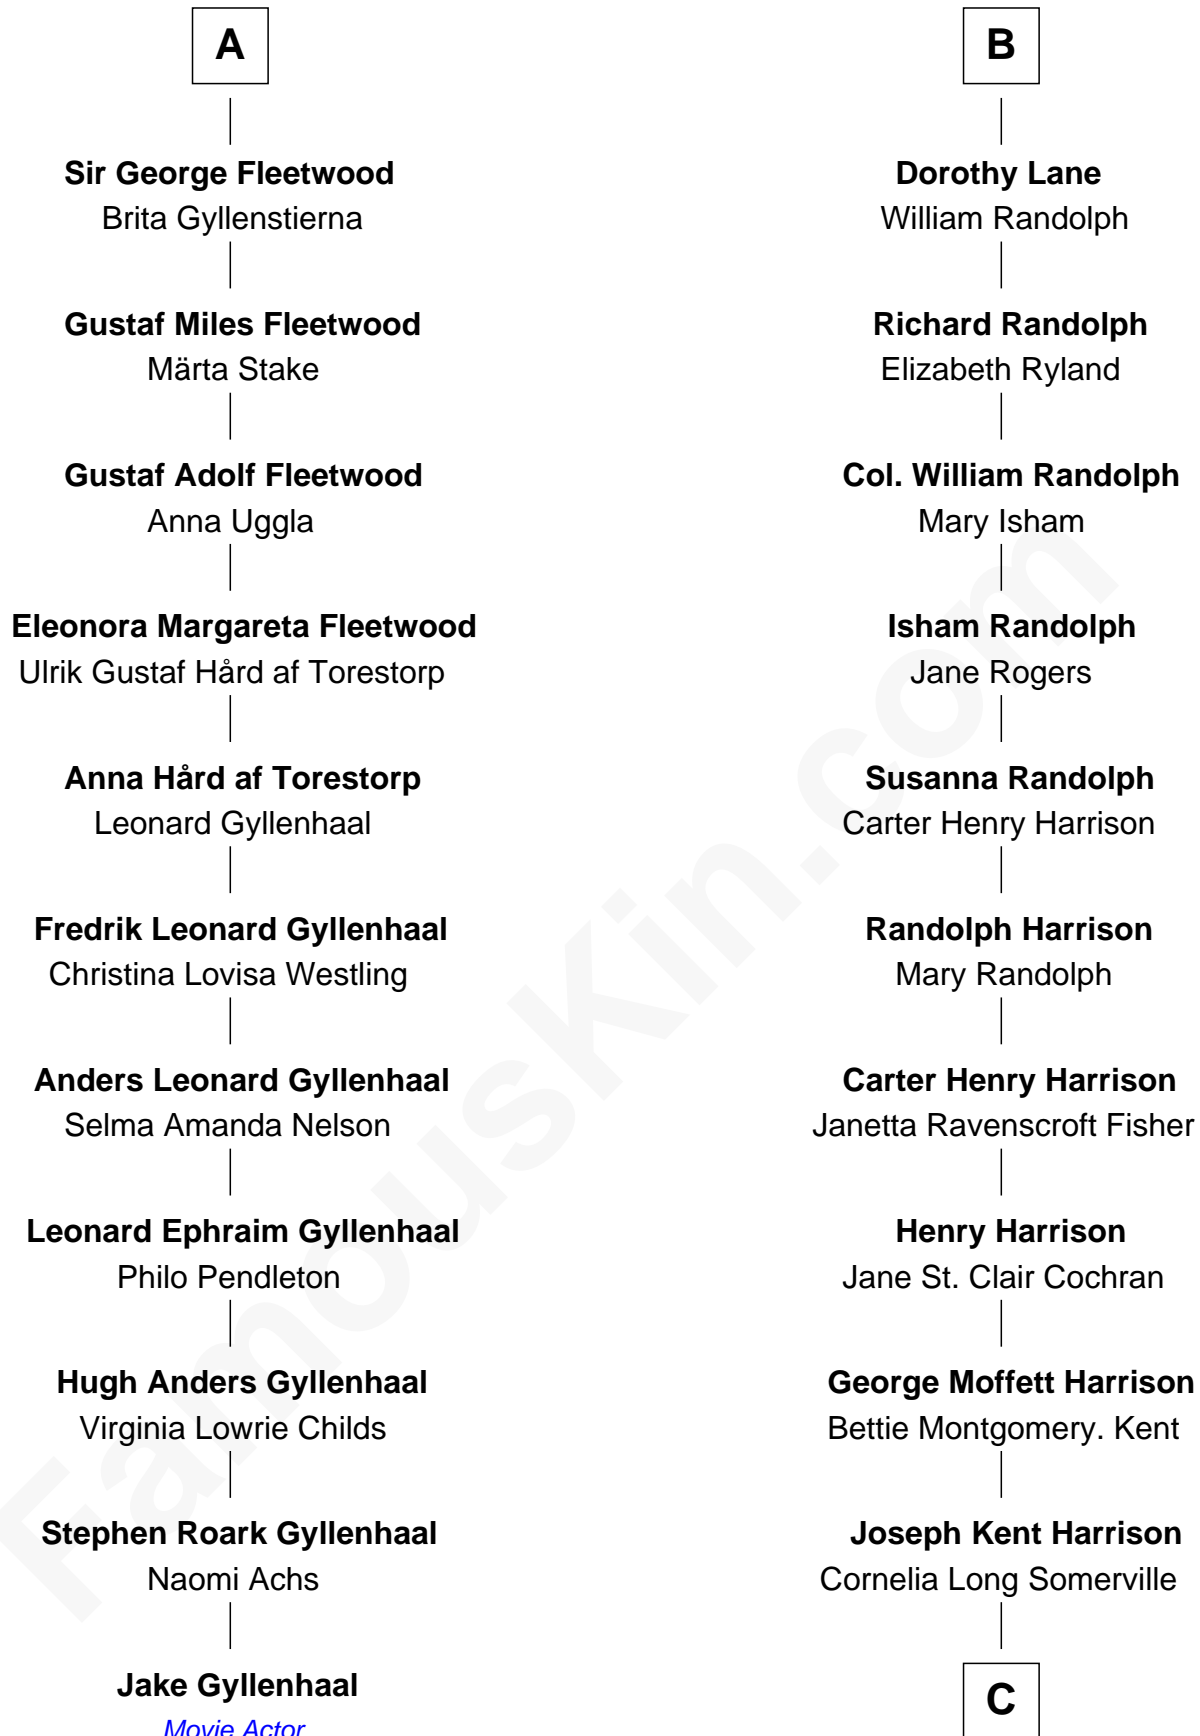 A
Sir George Fleetwood
Brita Gyllenstierna
Gustaf Miles Fleetwood
Märta Stake
Gustaf Adolf Fleetwood
Anna Uggla
Eleonora Margareta Fleetwood
Ulrik Gustaf Hård af Torestorp
Anna Hård af Torestorp
Leonard Gyllenhaal
Fredrik Leonard Gyllenhaal
Christina Lovisa Westling
Anders Leonard Gyllenhaal
Selma Amanda Nelson
Leonard Ephraim Gyllenhaal
Philo Pendleton
Hugh Anders Gyllenhaal
Virginia Lowrie Childs
Stephen Roark Gyllenhaal
Naomi Achs
Jake Gyllenhaal
Movie Actor
B
Dorothy Lane
William Randolph
Richard Randolph
Elizabeth Ryland
Col. William Randolph
Mary Isham
Isham Randolph
Jane Rogers
Susanna Randolph
Carter Henry Harrison
Randolph Harrison
Mary Randolph
Carter Henry Harrison
Janetta Ravenscroft Fisher
Henry Harrison
Jane St. Clair Cochran
George Moffett Harrison
Bettie Montgomery. Kent
Joseph Kent Harrison
Cornelia Long Somerville
C
FamousKin.com